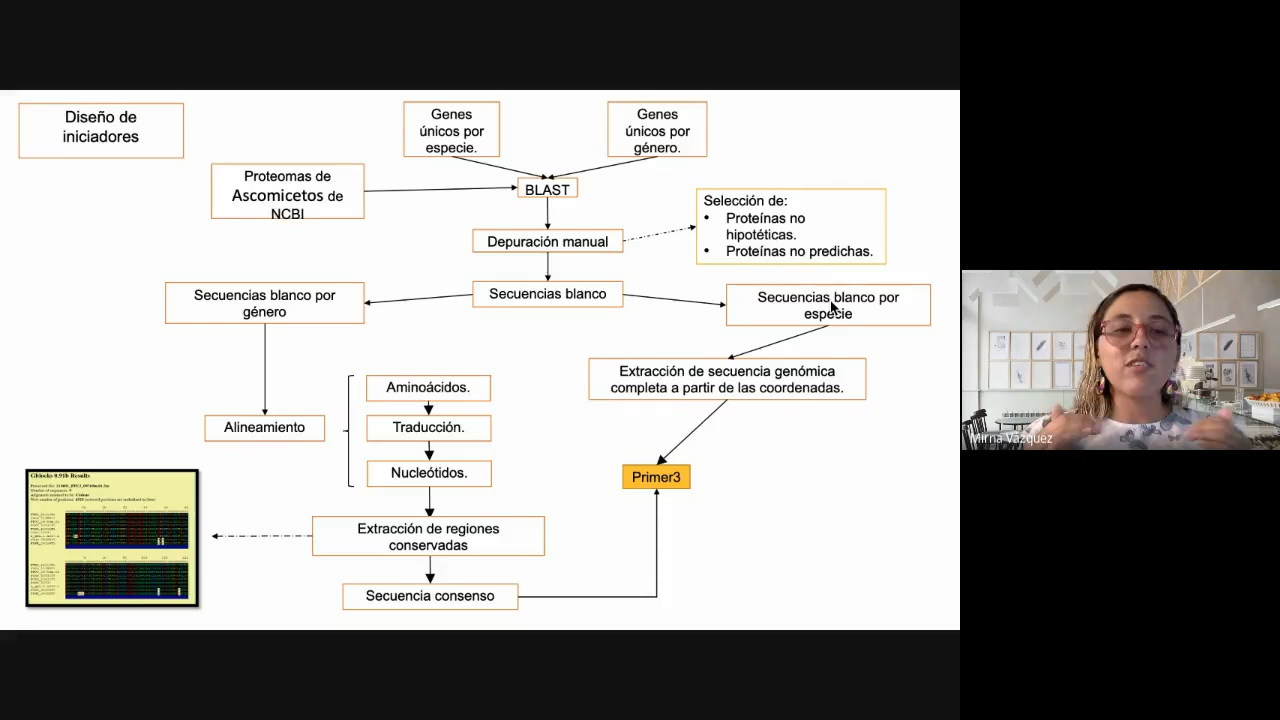 Diseño de
iniciadores
Genes
únicos por
especie.
Genes
únicos por
género.
Proteomas de
Ascomicetos de
NCBI
BLAST
Selección de:
• Proteínas no
hipotéticas.
• Proteínas no predichas.
Depuración manual
Secuencias blanco por
género
Secuencias blanco
Secuencias blanco por
especie
Extracción de secuencia genómica
completa a partir de las coordenadas.
Aminoácidos.
Alineamiento
Traducción.
Nucleótidos.
Primer3
Gblocks 0.91b Results
Extracción de regiones
conservadas
Secuencia consenso
Mirna Vazquez